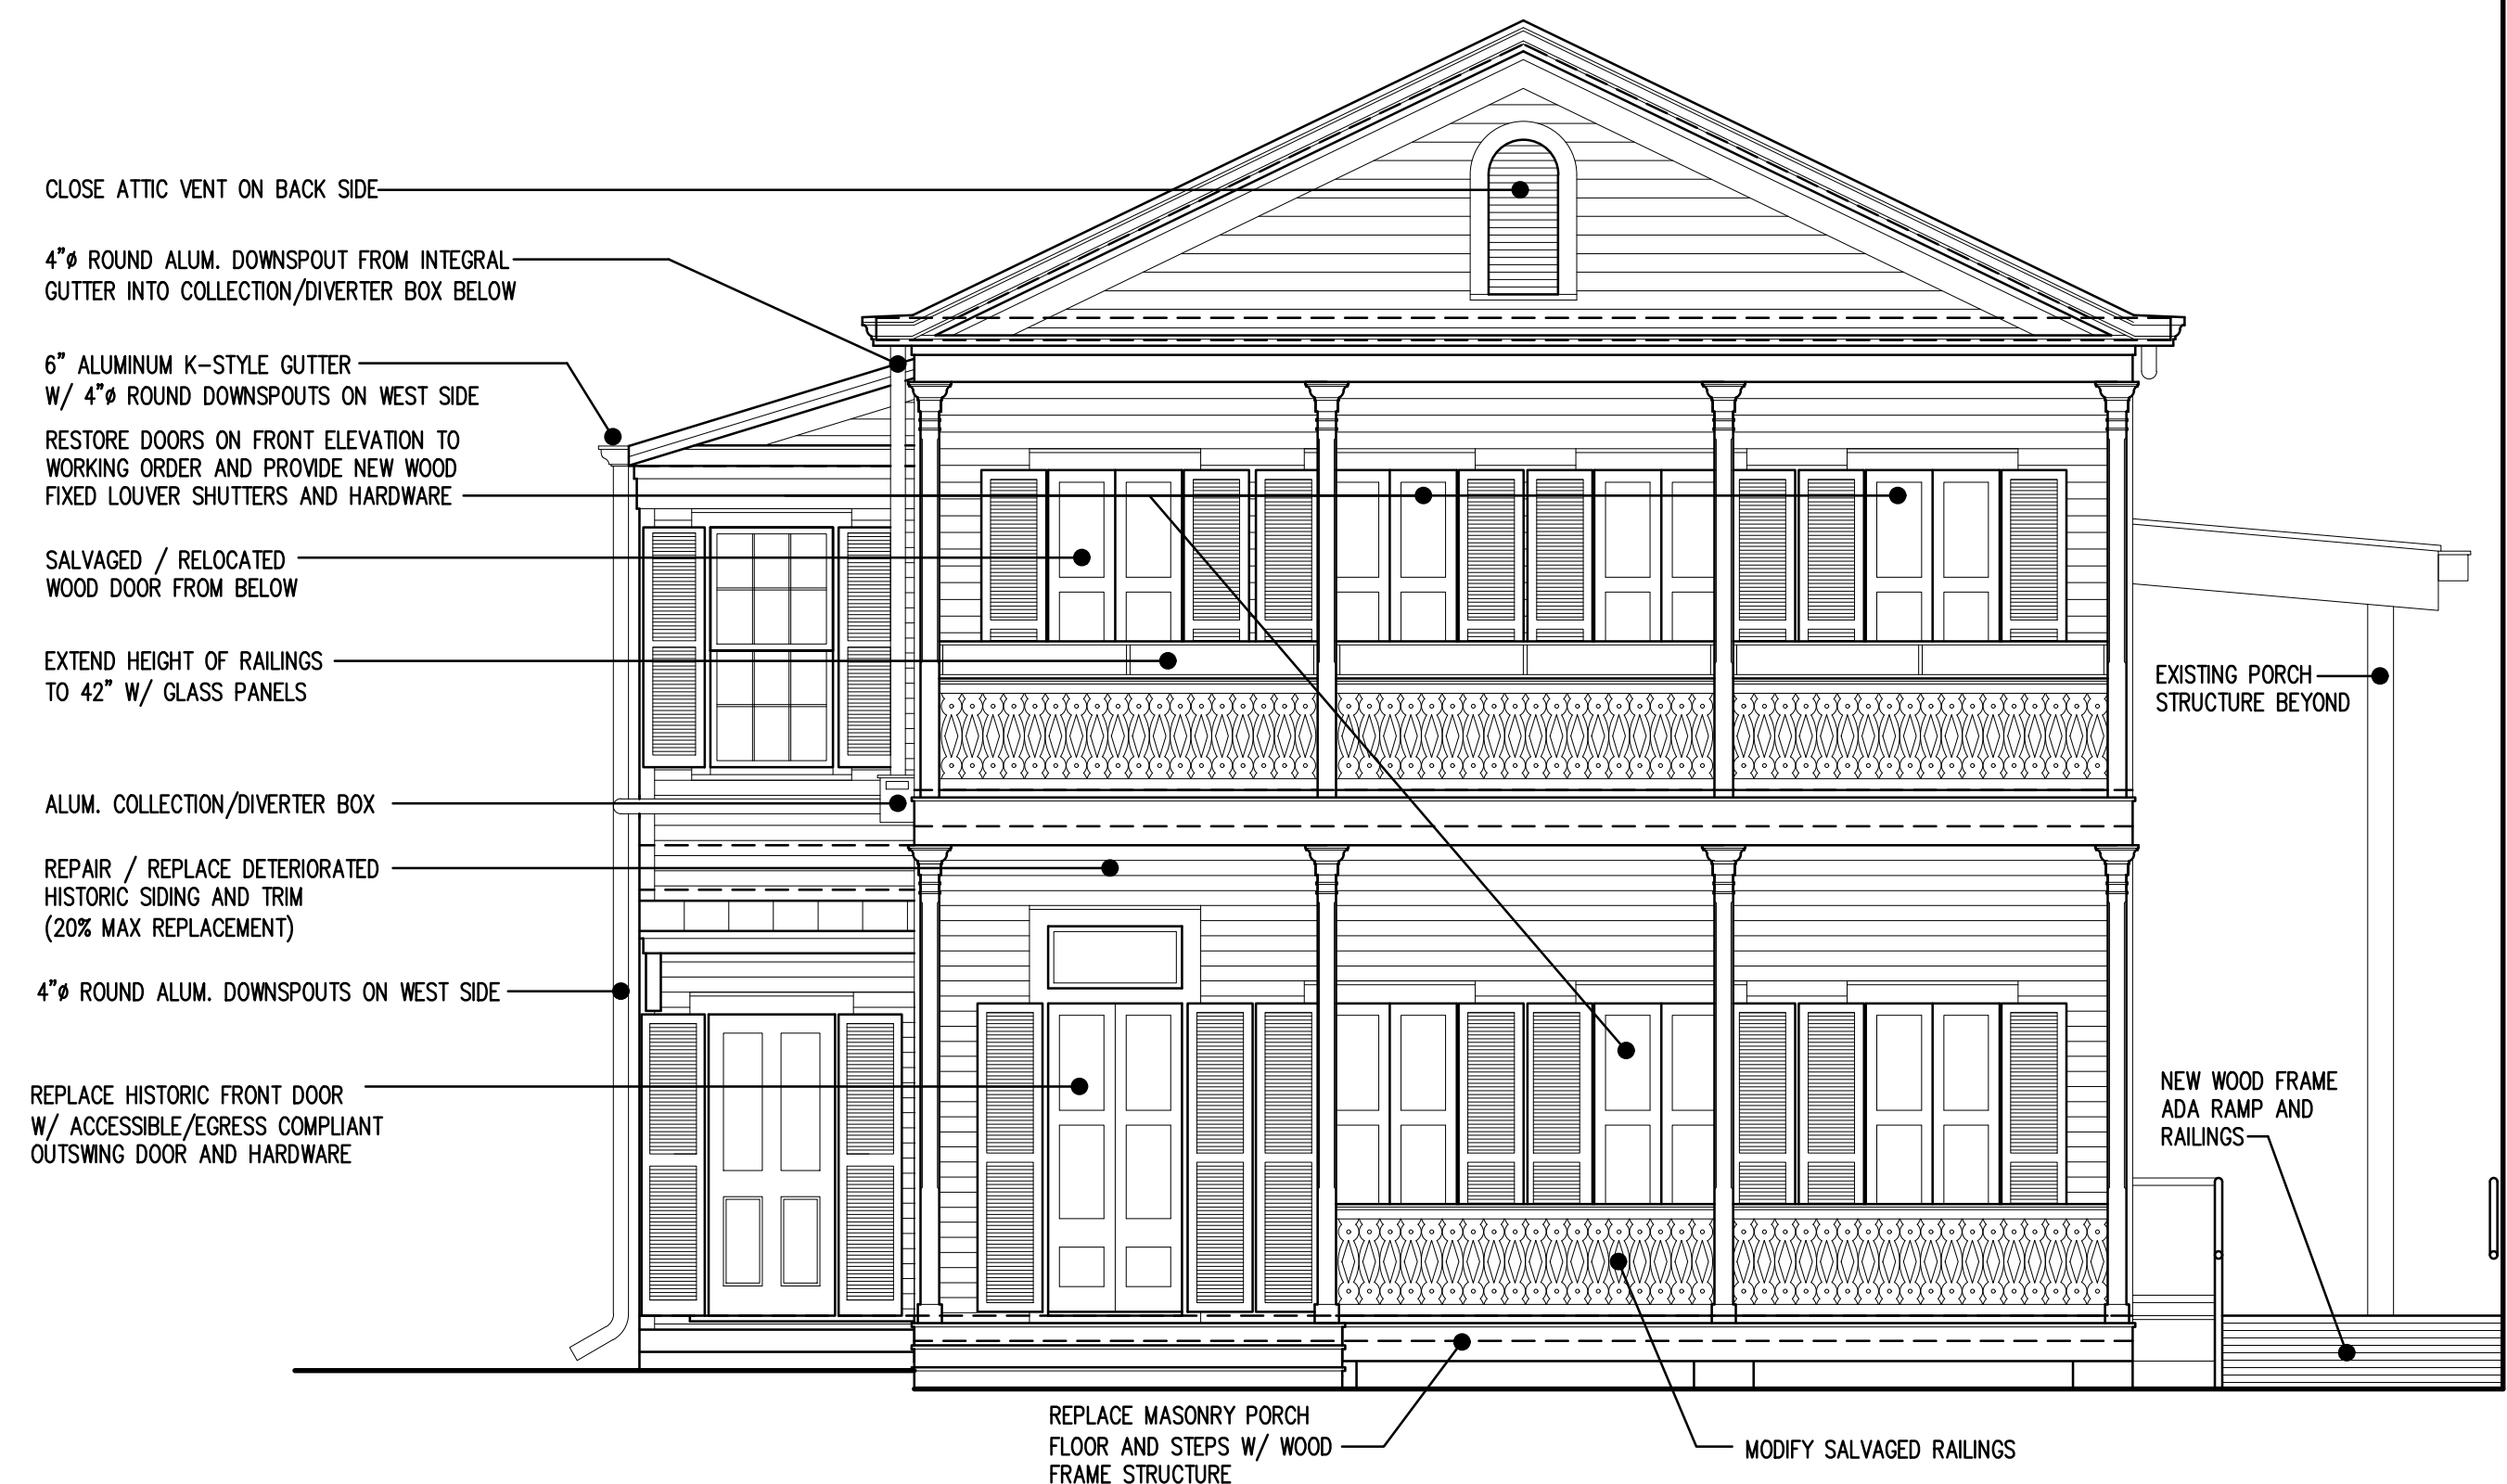 CLOSE ATTIC VENT ON BACK SIDE
4"ø ROUND ALUM. DOWNSPOUT FROM INTEGRAL
GUTTER INTO COLLECTION/DIVERTER BOX BELOW
6" ALUMINUM K-STYLE GUTTER
W/ 4"ø ROUND DOWNSPOUTS ON WEST SIDE
RESTORE DOORS ON FRONT ELEVATION TO
WORKING ORDER AND PROVIDE NEW WOOD
FIXED LOUVER SHUTTERS AND HARDWARE
SALVAGED / RELOCATED
WOOD DOOR FROM BELOW
EXTEND HEIGHT OF RAILINGS
TO 42" W/ GLASS PANELS
ALUM. COLLECTION/DIVERTER BOX
REPAIR / REPLACE DETERIORATED
HISTORIC SIDING AND TRIM
(20% MAX REPLACEMENT)
4"ø ROUND ALUM. DOWNSPOUTS ON WEST SIDE
REPLACE HISTORIC FRONT DOOR
W/ ACCESSIBLE/EGRESS COMPLIANT
OUTSWING DOOR AND HARDWARE
EXISTING PORCH
STRUCTURE BEYOND
NEW WOOD FRAME
ADA RAMP AND
RAILINGS
REPLACE MASONRY PORCH
FLOOR AND STEPS W/ WOOD
FRAME STRUCTURE
MODIFY SALVAGED RAILINGS